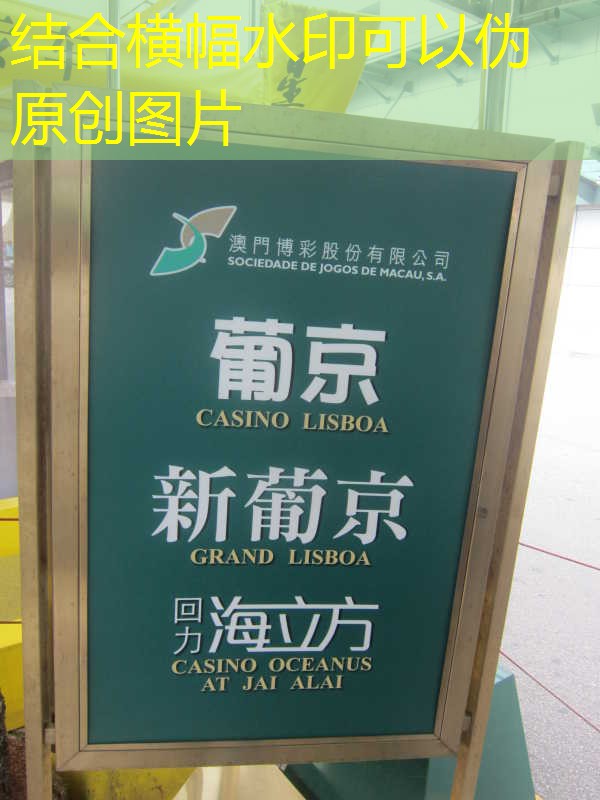 结合横幅水印可以伪
原创图片
澳門博彩股份有限公司
SOCIEDADE DE JOGOS DE MACAU, S.A.
葡京
CASINO LISBOA
新葡京
GRAND LISBOA
回力 海立方
CASINO OCEANUS
AT JAI ALAI